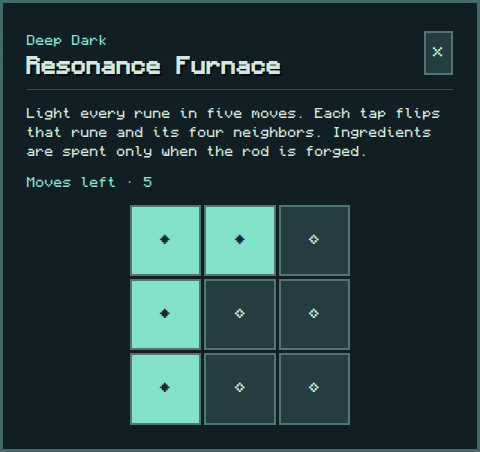 Deep Dark
Resonance Furnace
x
Light every rune in five moves. Each tap flips
that rune and its four neighbors. Ingredients
are spent only when the rod is forged.
Moves left · 5